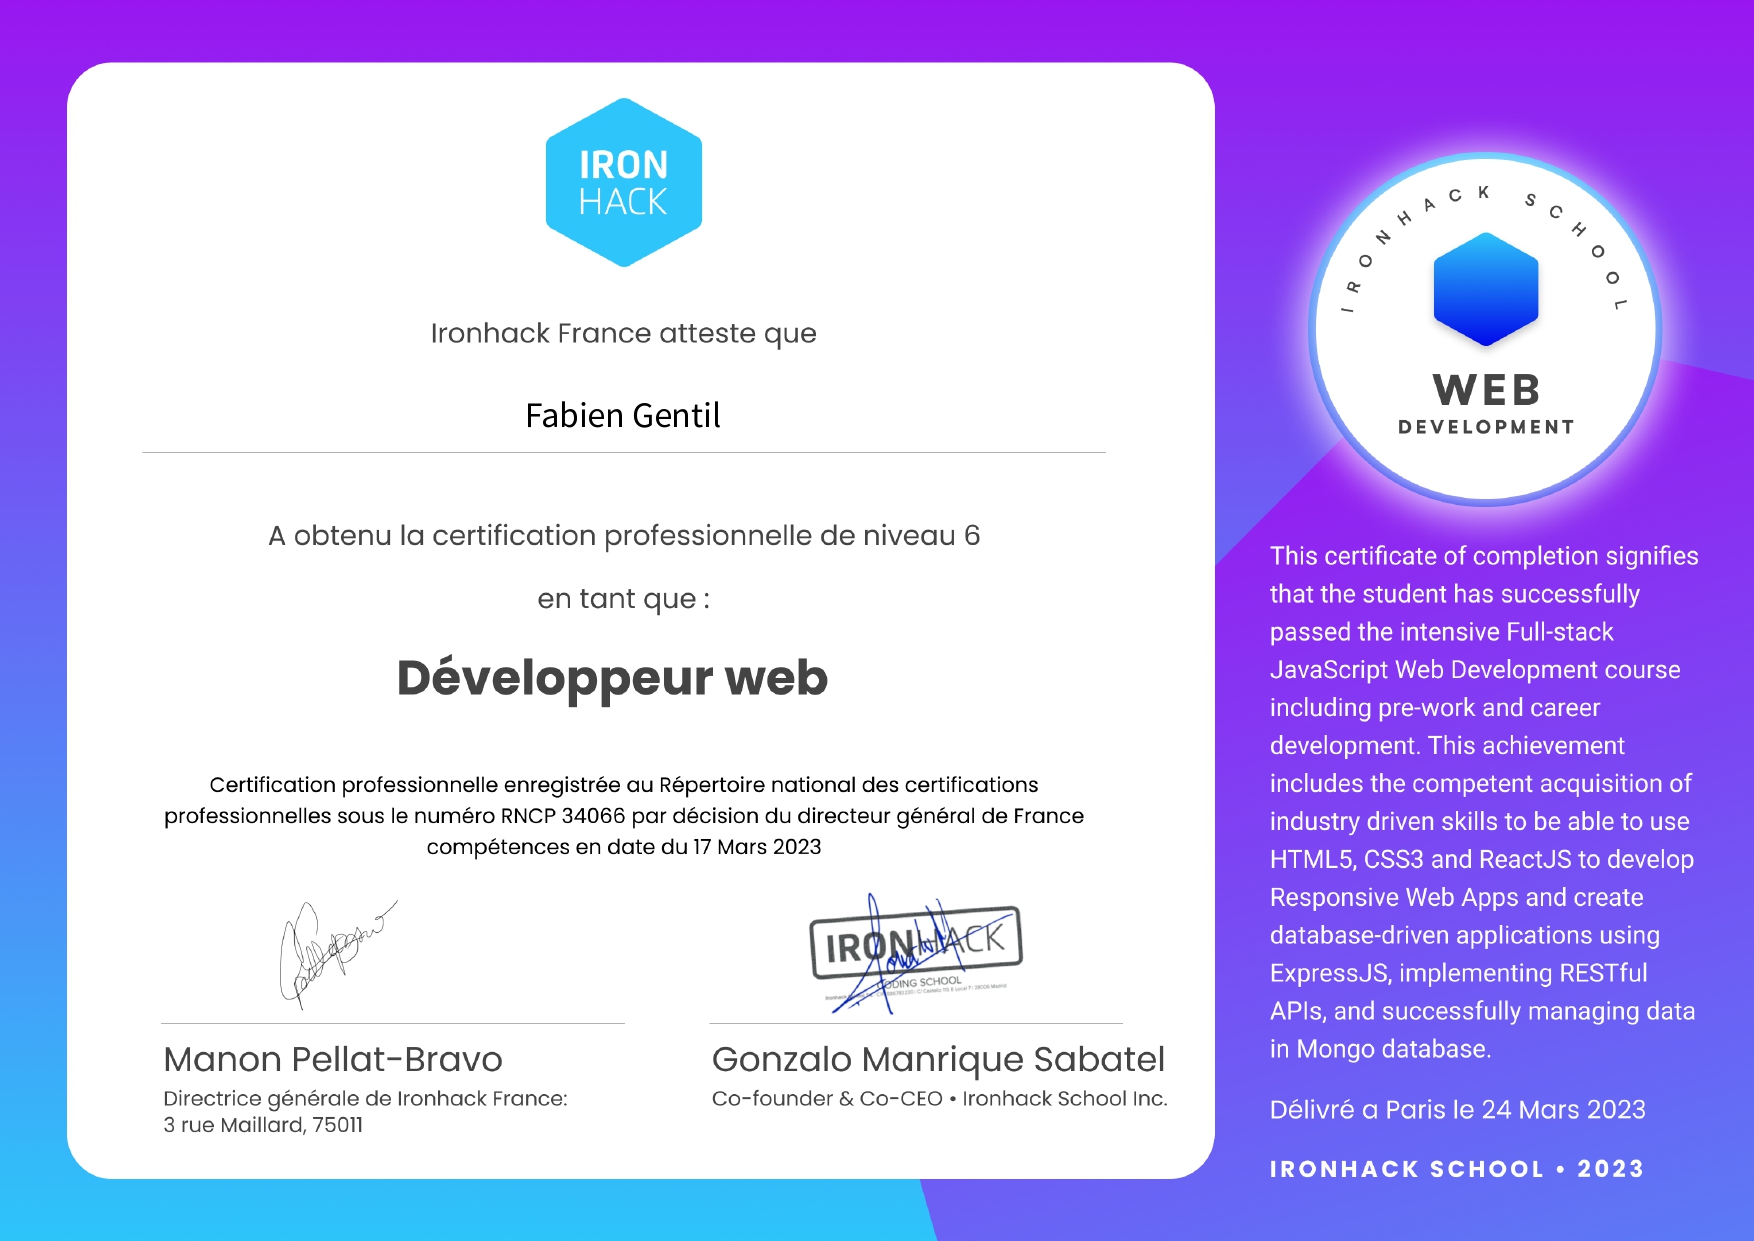 IRON
HACK
Ironhack France atteste que
Fabien Gentil
A obtenu la certification professionnelle de niveau 6
en tant que :
Développeur web
Certification professionnelle enregistrée au Répertoire national des certifications
professionnelles sous le numéro RNCP 34066 par décision du directeur général de France
compétences en date du 17 Mars 2023
IRONHACK
CODING SCHOOL
Manon Pellat-Bravo
Directrice générale de Ironhack France:
3 rue Maillard, 75011
Gonzalo Manrique Sabatel
Co-founder & Co-CEO • Ironhack School Inc.
IRONHACK SCHOOL
WEB
DEVELOPMENT
This certificate of completion signifies
that the student has successfully
passed the intensive Full-stack
JavaScript Web Development course
including pre-work and career
development. This achievement
includes the competent acquisition of
industry driven skills to be able to use
HTML5, CSS3 and ReactJS to develop
Responsive Web Apps and create
database-driven applications using
ExpressJS, implementing RESTful
APIs, and successfully managing data
in Mongo database.
Délivré a Paris le 24 Mars 2023
IRONHACK SCHOOL • 2023